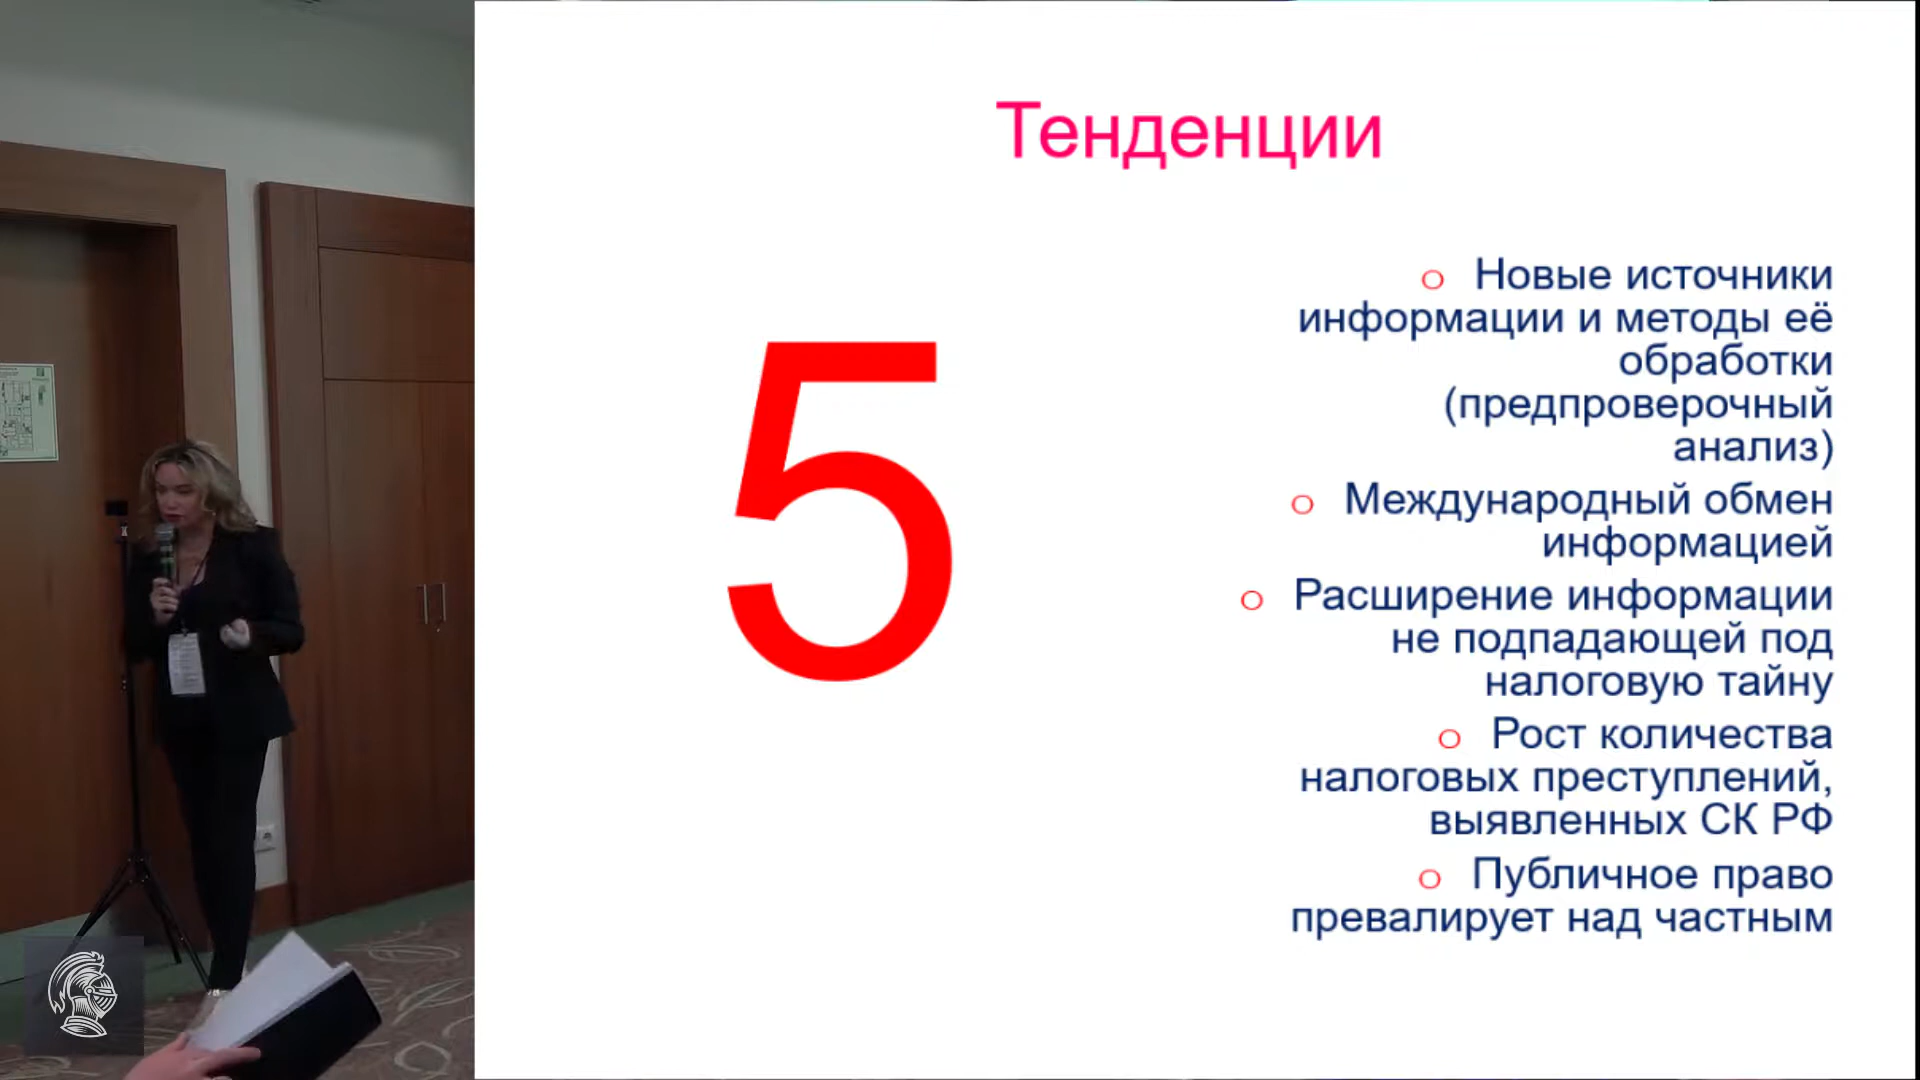 Тенденции
5
o Новые источники
информации и методы её
обработки
(предпроверочный
анализ)
o Международный обмен
информацией
o Расширение информации
не подпадающей под
налоговую тайну
o Рост количества
налоговых преступлений,
выявленных СК РФ
o Публичное право
превалирует над частным